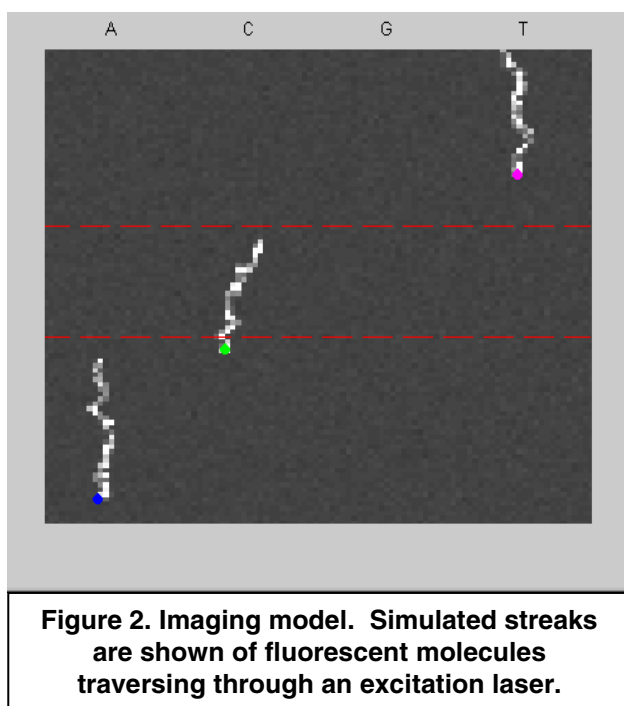 A C G T
Figure 2. Imaging model. Simulated streaks
are shown of fluorescent molecules
traversing through an excitation laser.